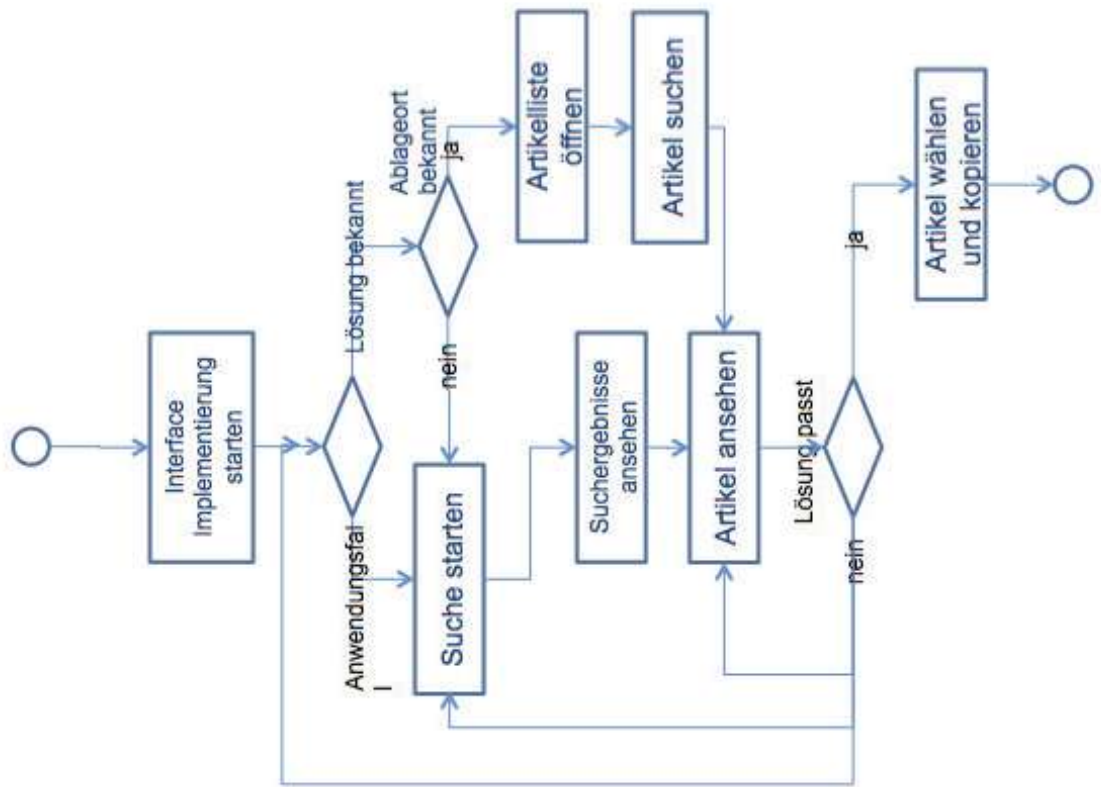 Interface
Implementierung
starten
Lösung bekannt
Anwendungsfal
l
Ablageort
bekannt
ja
nein
Suche starten
Artikelliste
öffnen
Suchergebnisse
ansehen
Artikel suchen
Artikel ansehen
Lösung passt
nein
ja
Artikel wählen
und kopieren